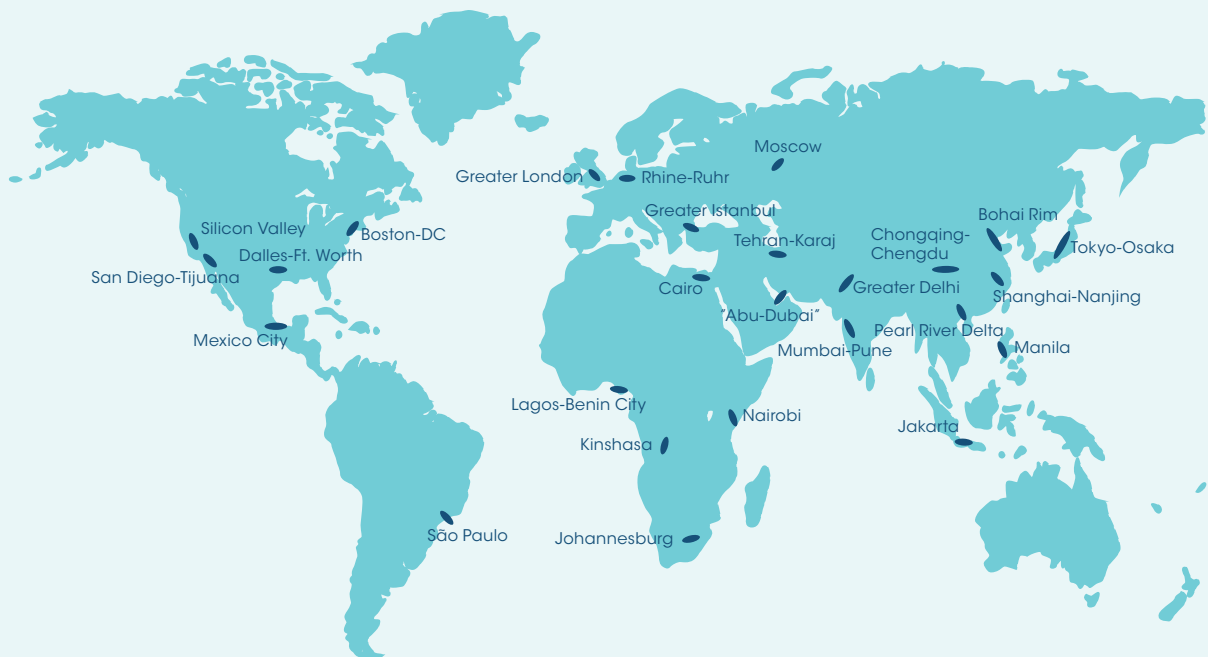 Moscow
Greater London
Rhine-Ruhr
Greater Istanbul
Bohai Rim
Silicon Valley
Boston-DC
Tehran-Karaj
Chongqing-
Chengdu
Tokyo-Osaka
Dalles-Ft. Worth
San Diego-Tijuana
Cairo
Greater Delhi
Shanghai-Nanjing
"Abu-Dubai"
Pearl River Delta
Mexico City
Mumbai-Pune
Manila
Lagos-Benin City
Nairobi
Jakarta
Kinshasa
São Paulo
Johannesburg